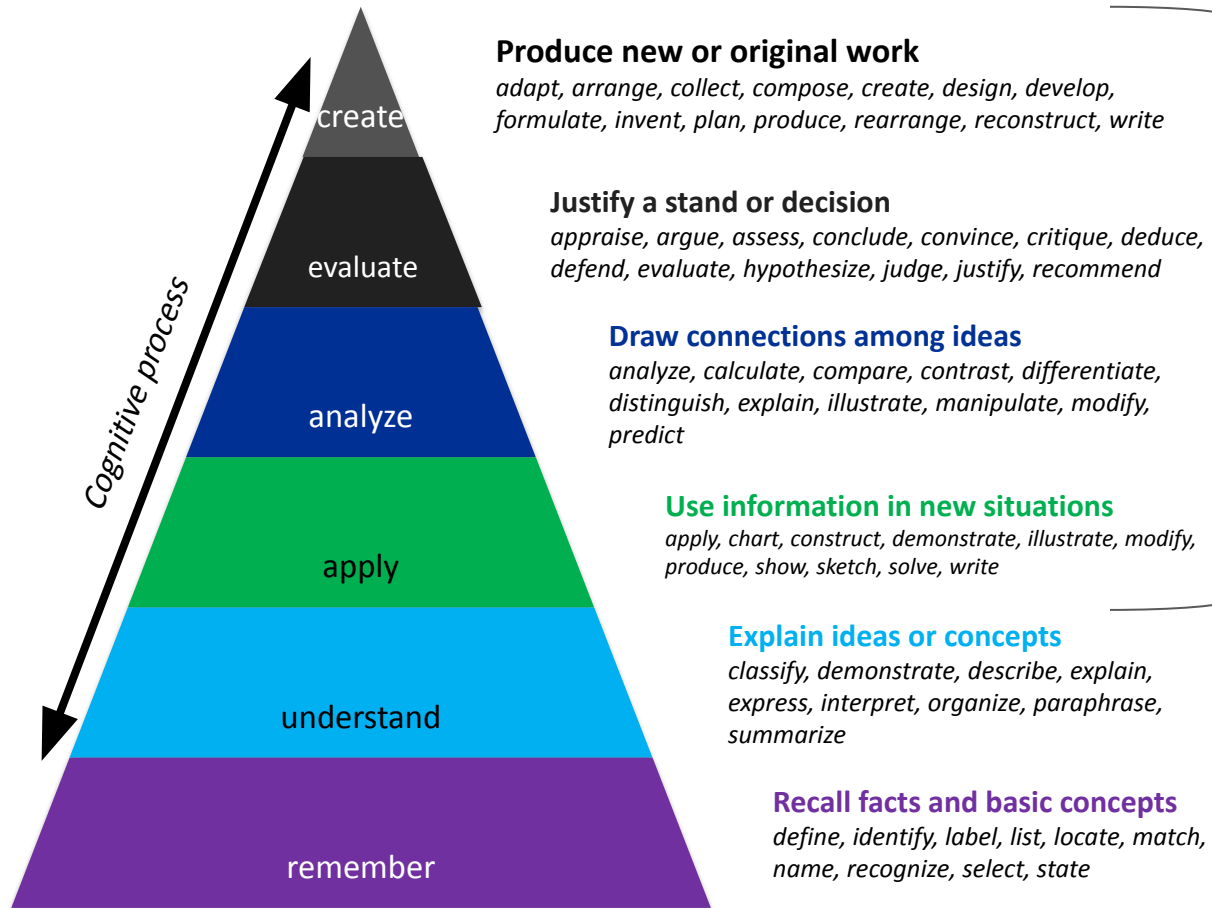 create
Produce new or original work
adapt, arrange, collect, compose, create, design, develop,
formulate, invent, plan, produce, rearrange, reconstruct, write
evaluate
Justify a stand or decision
appraise, argue, assess, conclude, convince, critique, deduce,
defend, evaluate, hypothesize, judge, justify, recommend
Cognitive process
analyze
Draw connections among ideas
analyze, calculate, compare, contrast, differentiate,
distinguish, explain, illustrate, manipulate, modify,
predict
apply
Use information in new situations
apply, chart, construct, demonstrate, illustrate, modify,
produce, show, sketch, solve, write
understand
Explain ideas or concepts
classify, demonstrate, describe, explain,
express, interpret, organize, paraphrase,
summarize
remember
Recall facts and basic concepts
define, identify, label, list, locate, match,
name, recognize, select, state